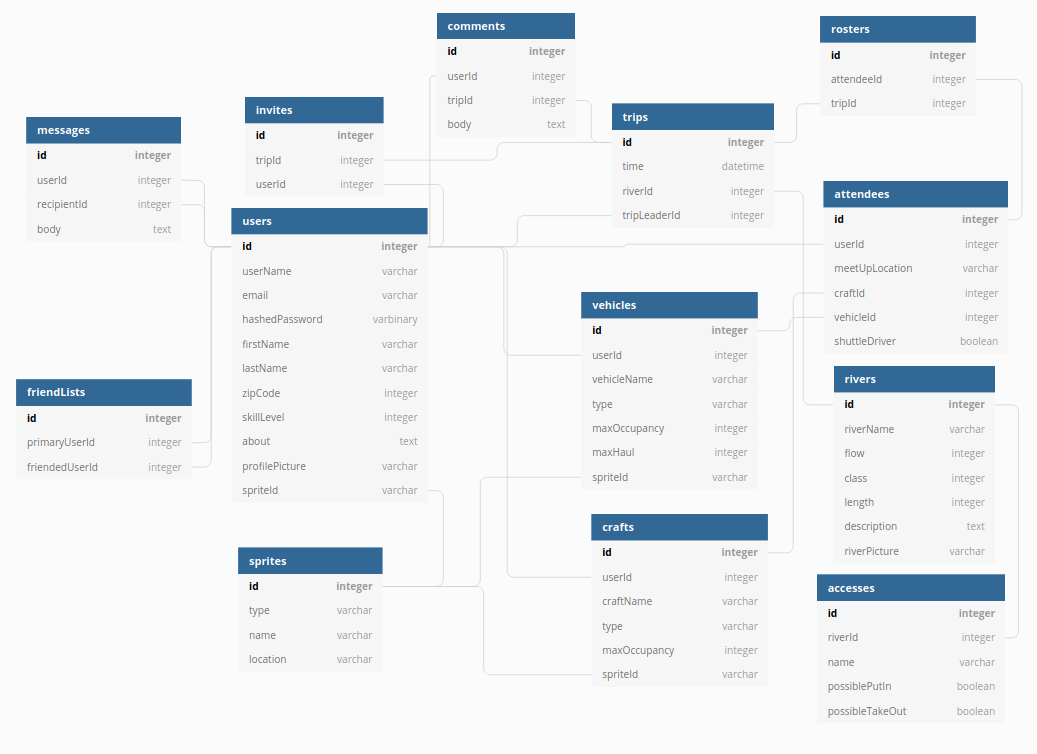 comments
id integer
userId integer
tripId integer
body text
rosters
id integer
attendeeId integer
tripId integer
invites
id integer
tripId integer
userId integer
trips
id integer
time datetime
riverId integer
tripLeaderId integer
messages
id integer
userId integer
recipientId integer
body text
attendees
id integer
userId integer
meetUpLocation varchar
craftId integer
vehicleId integer
shuttleDriver boolean
users
id integer
userName varchar
email varchar
hashedPassword varbinary
firstName varchar
lastName varchar
zipCode integer
skillLevel integer
about text
profilePicture varchar
spriteId varchar
vehicles
id integer
userId integer
vehicleName varchar
type varchar
maxOccupancy integer
maxHaul integer
spriteId varchar
rivers
id integer
riverName varchar
flow integer
class integer
length integer
description text
riverPicture varchar
friendLists
id integer
primaryUserId integer
friendedUserId integer
crafts
id integer
userId integer
craftName varchar
type varchar
maxOccupancy integer
spriteId varchar
sprites
id integer
type varchar
name varchar
location varchar
accesses
id integer
riverId integer
name varchar
possiblePutIn boolean
possibleTakeOut boolean